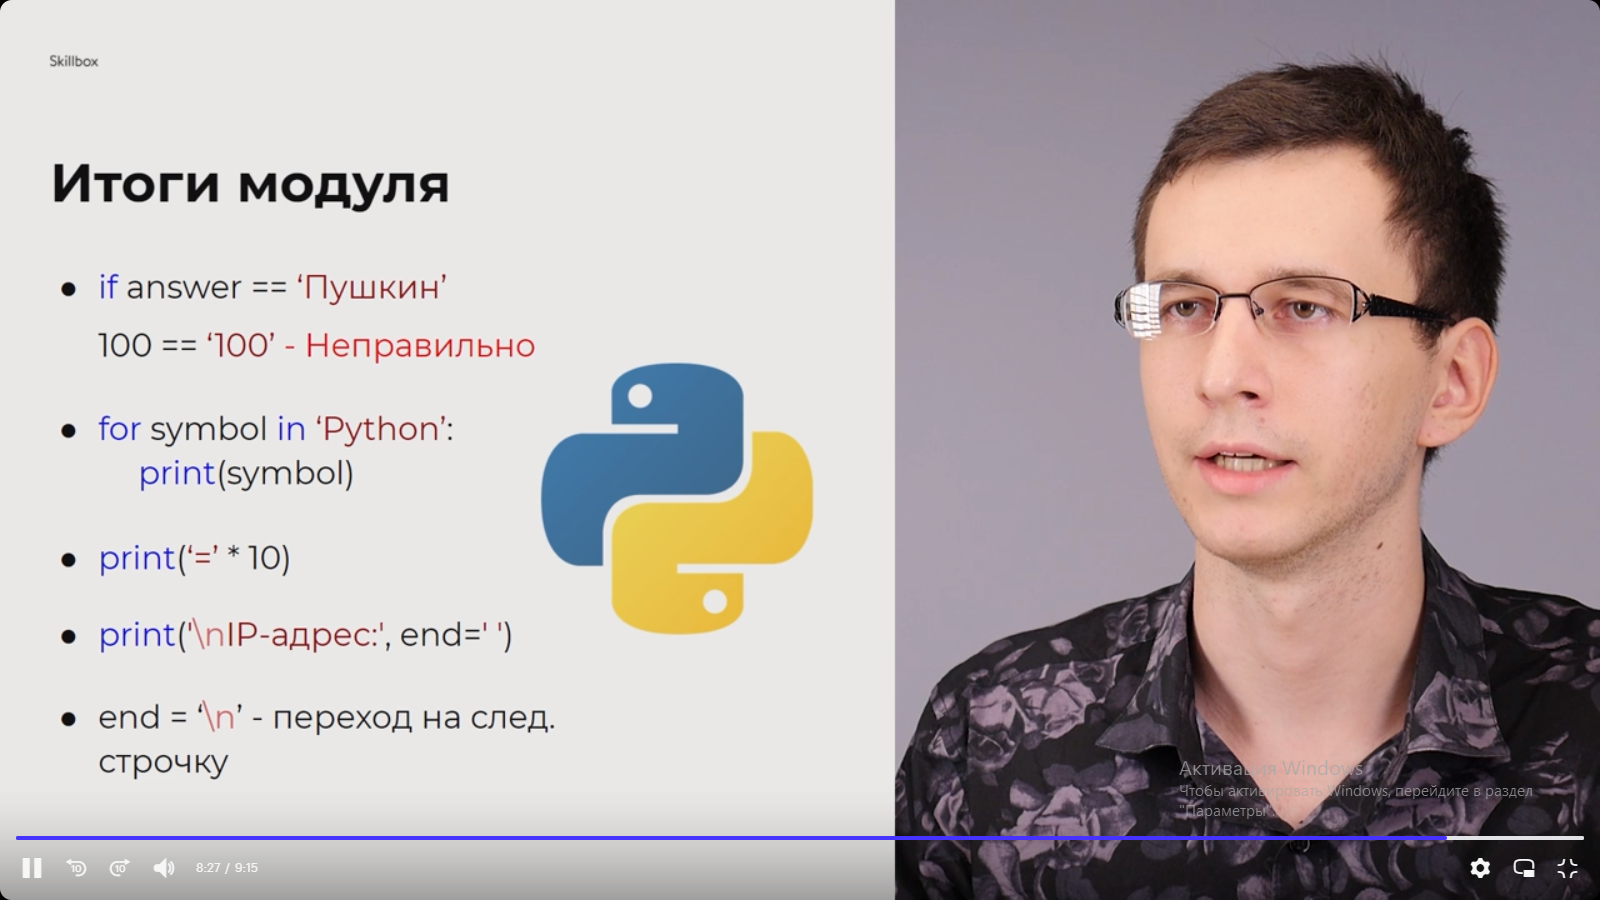 Skillbox
Итоги модуля
● if answer == ‘Пушкин’
100 == ‘100’ - Неправильно
● for symbol in ‘Python’:
print(symbol)
● print(‘=’ * 10)
● print('\nIP-адрес:', end=' ')
● end = ‘\n’ - переход на след.
строчку
Активация Windows
Чтобы активировать Windows, перейдите в раздел
"Параметры".
10
10
8:27 / 9:15